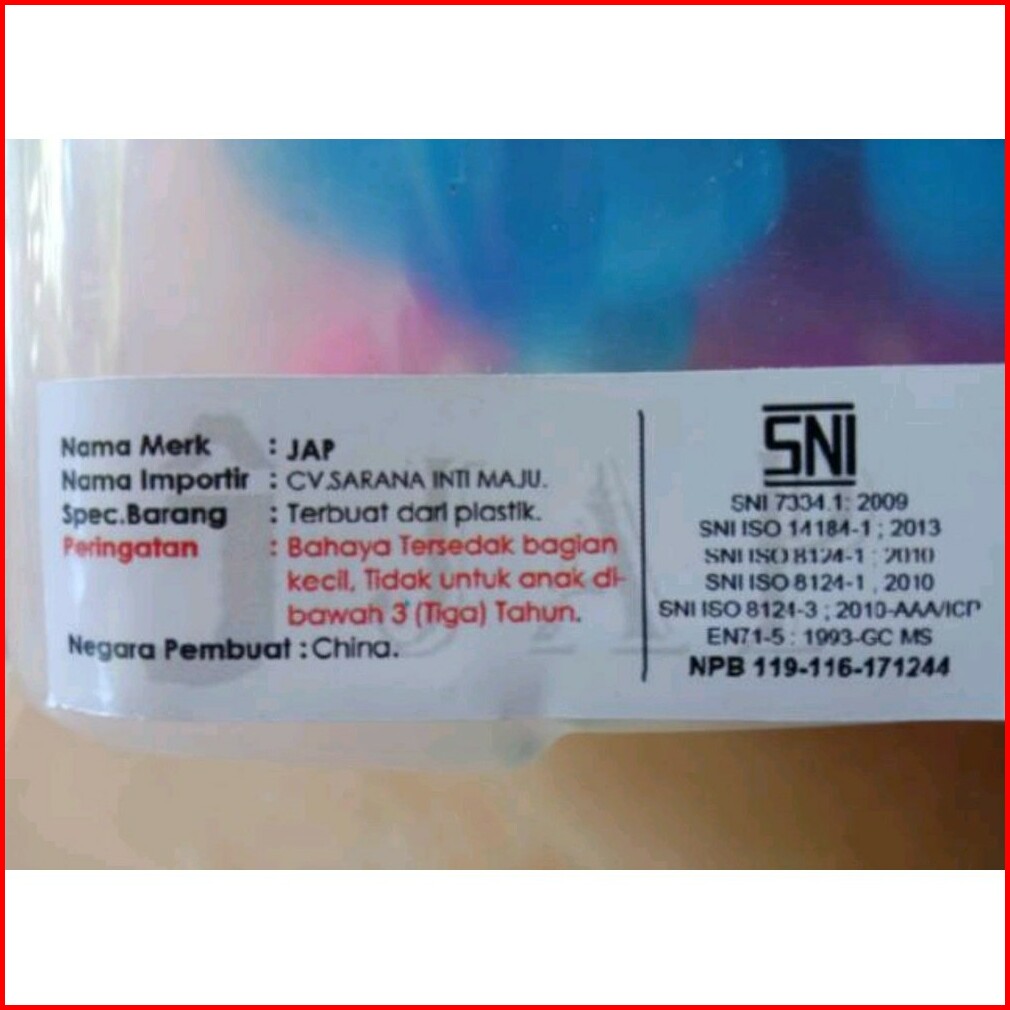 Nama Merk : JAP
Nama Importir : CV.SARANA INTI MAJU.
Spec.Barang : Terbuat dari plastik.
Peringatan : Bahaya Tersedak bagian
kecil, Tidak untuk anak di-
bawah 3 (Tiga) Tahun.
Negara Pembuat : China.
SNI
SNI 7334.1: 2009
SNI ISO 14184-1 ; 2013
SNI ISO 8124-1 : 2010
SNI ISO 8124-1 , 2010
SNI ISO 8124-3 ; 2010-AAA/ICP
EN71-5 : 1993-GC MS
NPB 119-116-171244